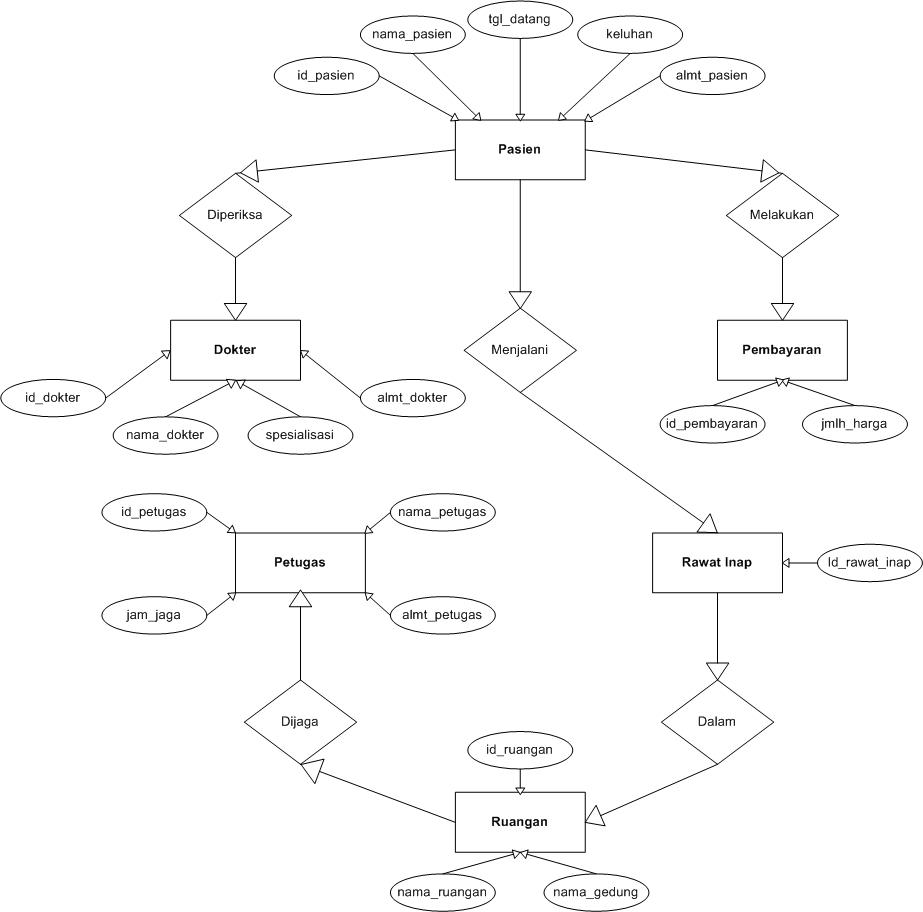 tgl_datang
nama_pasien
keluhan
id_pasien
almt_pasien
Pasien
Diperiksa
Melakukan
Dokter
Menjalani
Pembayaran
id_dokter
almt_dokter
nama_dokter
spesialisasi
id_pembayaran
jmlh_harga
id_petugas
nama_petugas
Petugas
Rawat Inap
Id_rawat_inap
jam_jaga
almt_petugas
Dijaga
Dalam
id_ruangan
Ruangan
nama_ruangan
nama_gedung